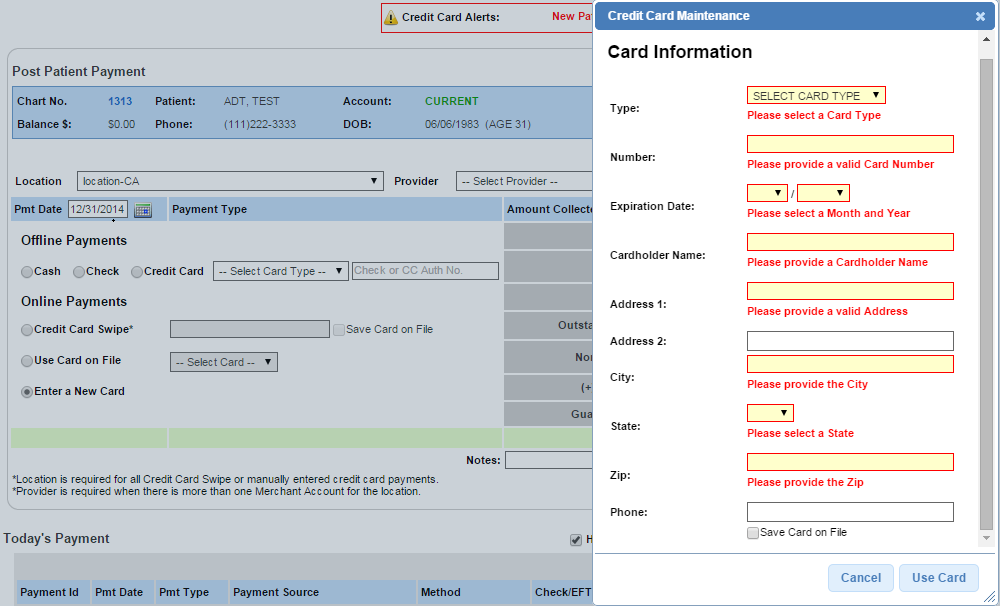 Credit Card Alerts: New Pa
Post Patient Payment
Chart No. 1313 Patient: ADT, TEST Account: CURRENT
Balance $: $0.00 Phone: (111)222-3333 DOB: 06/06/1983 (AGE 31)
Location location-CA Provider -- Select Provider --
Pmt Date 12/31/2014 Payment Type Amount Collecte
Offline Payments
Cash Check Credit Card -- Select Card Type -- Check or CC Auth No.
Online Payments
Credit Card Swipe* Save Card on File Outsta
Use Card on File -- Select Card -- Nor
Enter a New Card (+
Gua
Notes:
*Location is required for all Credit Card Swipe or manually entered credit card payments.
*Provider is required when there is more than one Merchant Account for the location.
Today's Payment H
Payment Id Pmt Date Pmt Type Payment Source Method Check/EFT
Credit Card Maintenance
Card Information
Type: SELECT CARD TYPE
Please select a Card Type
Number:
Please provide a valid Card Number
Expiration Date: /
Please select a Month and Year
Cardholder Name:
Please provide a Cardholder Name
Address 1:
Please provide a valid Address
Address 2:
City:
Please provide the City
State:
Please select a State
Zip:
Please provide the Zip
Phone:
Save Card on File
Cancel Use Card